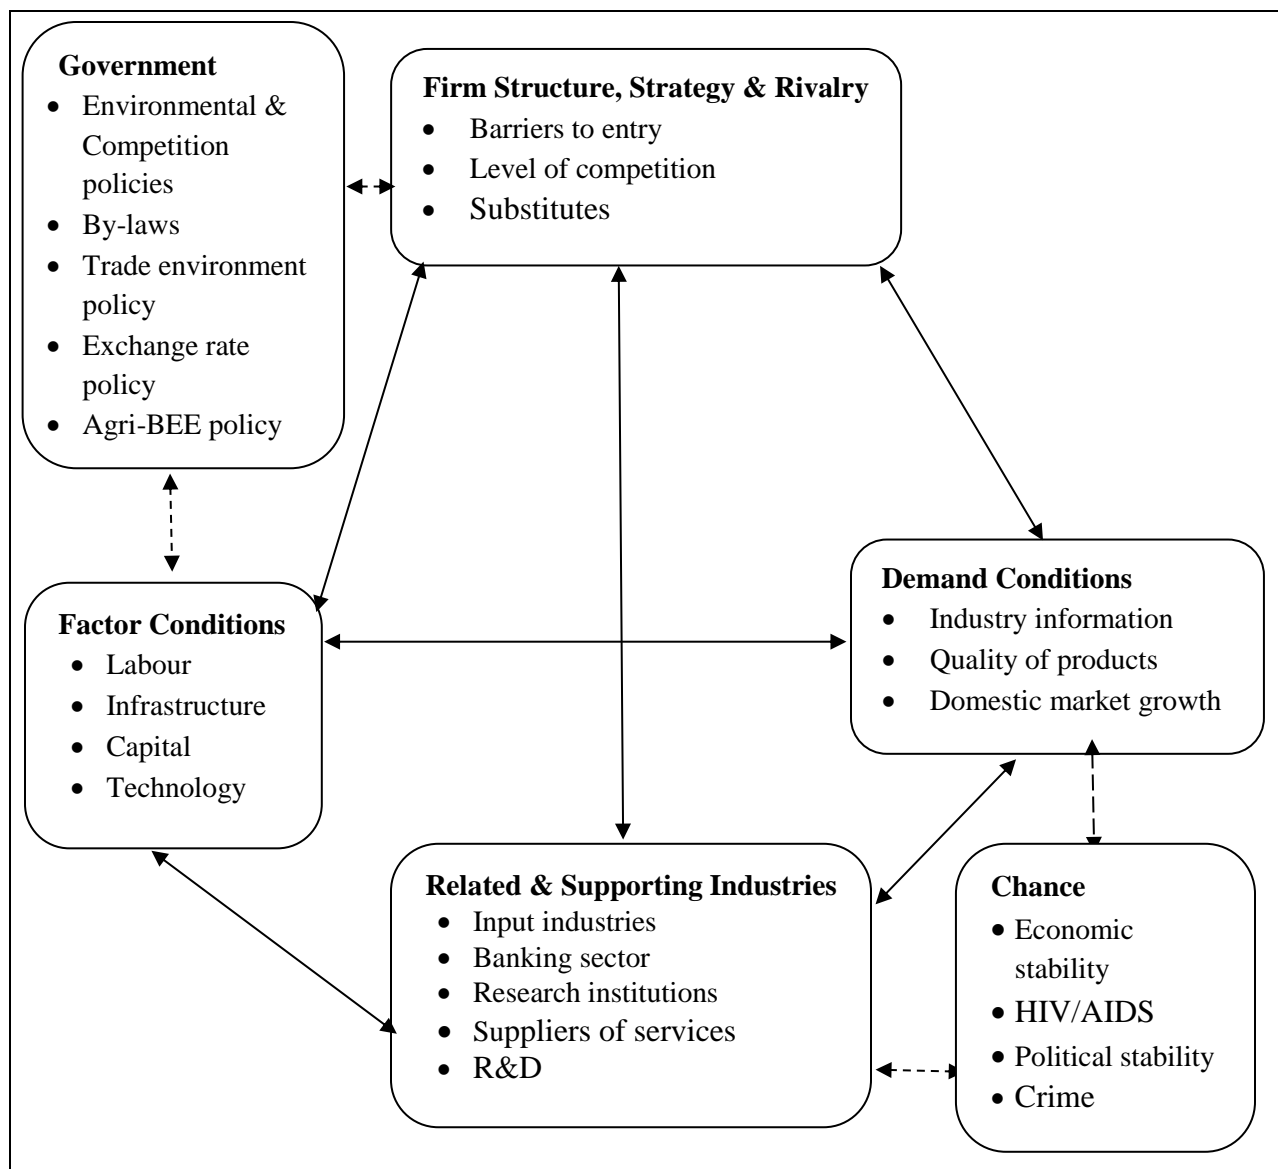 Government
• Environmental &
Competition
policies
• By-laws
• Trade environment
policy
• Exchange rate
policy
• Agri-BEE policy
Firm Structure, Strategy & Rivalry
• Barriers to entry
• Level of competition
• Substitutes
Factor Conditions
• Labour
• Infrastructure
• Capital
• Technology
Demand Conditions
• Industry information
• Quality of products
• Domestic market growth
Related & Supporting Industries
• Input industries
• Banking sector
• Research institutions
• Suppliers of services
• R&D
Chance
• Economic
stability
• HIV/AIDS
• Political stability
• Crime